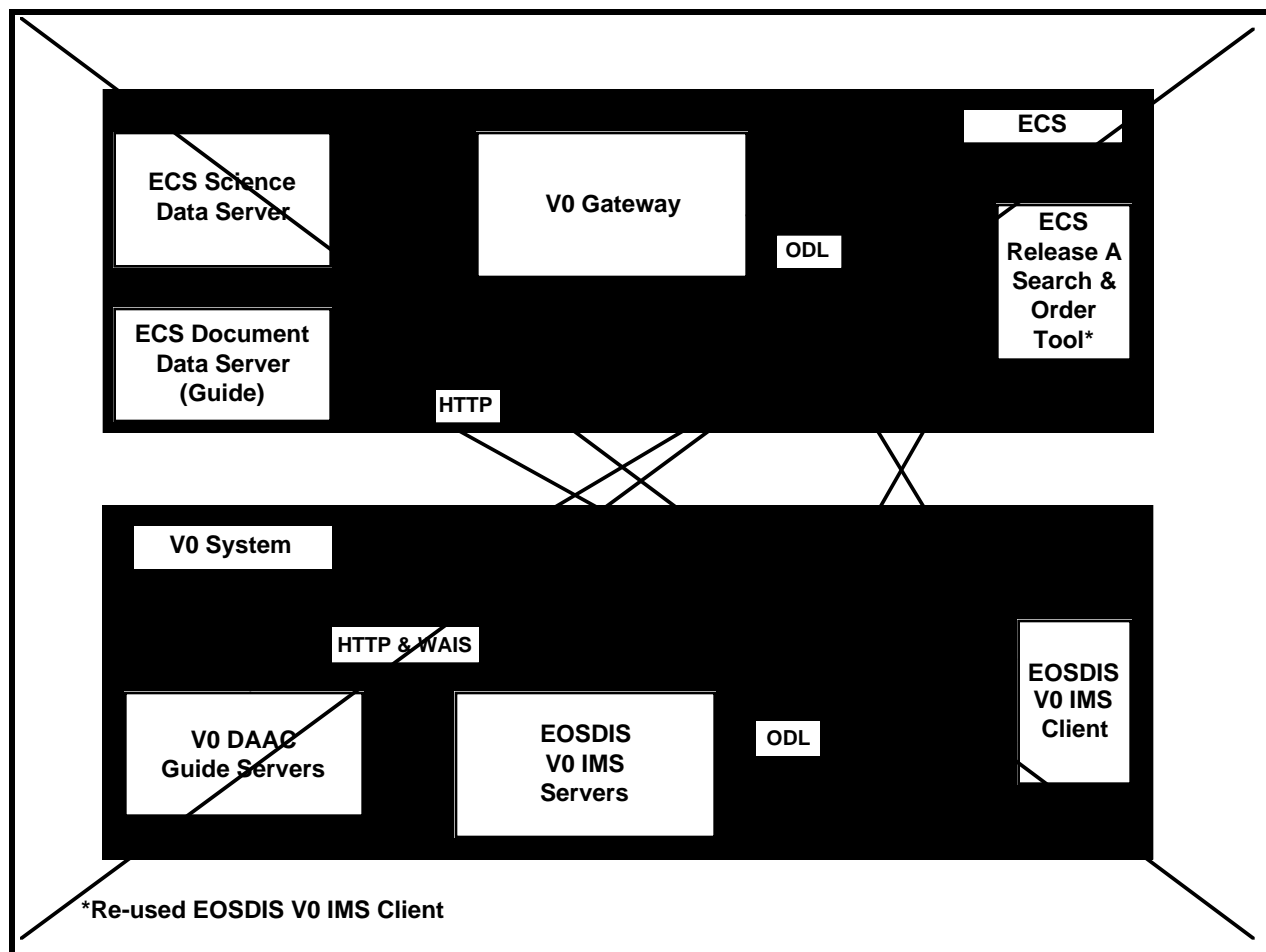 ECS
ECS Science
Data Server
V0 Gateway
ODL
ECS
Release A
Search &
Order
Tool*
ECS Document
Data Server
(Guide)
HTTP
V0 System
HTTP & WAIS
V0 DAAC
Guide Servers
EOSDIS
V0 IMS
Servers
ODL
EOSDIS
V0 IMS
Client
*Re-used EOSDIS V0 IMS Client